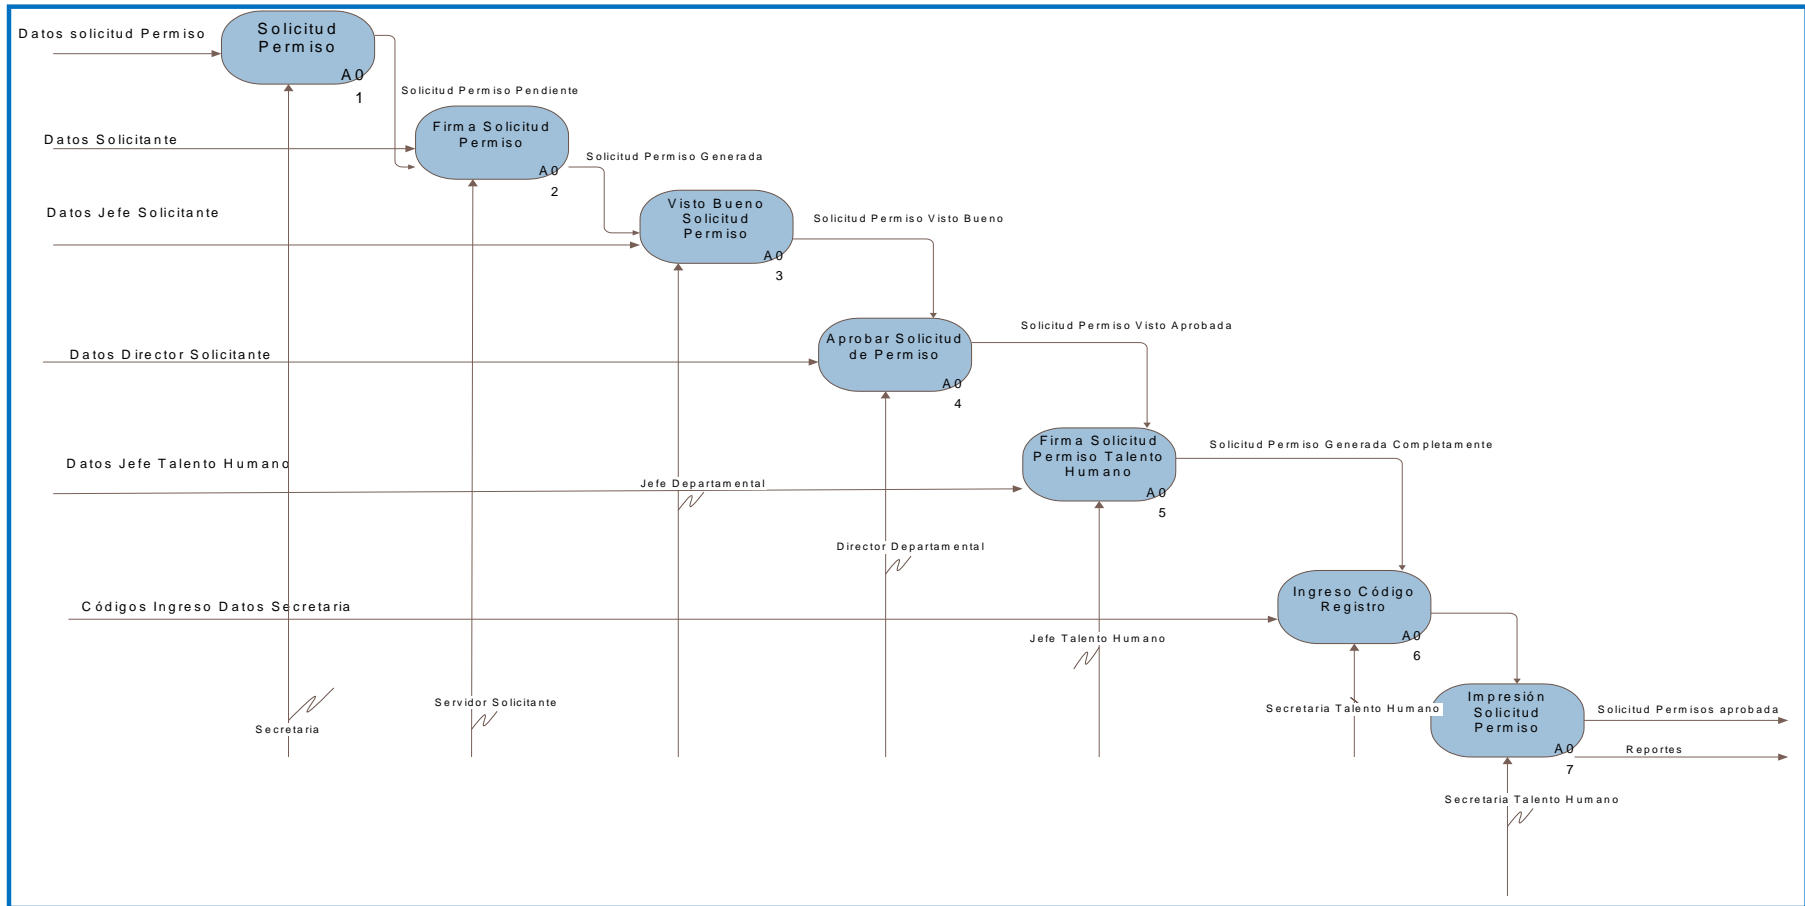 Datos solicitud Permiso
Solicitud
Permiso
A0
1
Solicitud Permiso Pendiente
Datos Solicitante
Firma Solicitud
Permiso
A0
2
Solicitud Permiso Generada
Datos Jefe Solicitante
Visto Bueno
Solicitud
Permiso
A0
3
Solicitud Permiso Visto Bueno
Datos Director Solicitante
Aprobar Solicitud
de Permiso
A0
4
Solicitud Permiso Visto Aprobada
Datos Jefe Talento Humano
Firma Solicitud
Permiso Talento
Humano
A0
5
Solicitud Permiso Generada Completamente
Jefe Departamental
Director Departamental
Códigos Ingreso Datos Secretaria
Ingreso Código
Registro
A0
6
Jefe Talento Humano
Servidor Solicitante
Secretaria
Secretaria Talento Humano
Impresión
Solicitud
Permiso
A0
7
Solicitud Permisos aprobada
Reportes
Secretaria Talento Humano